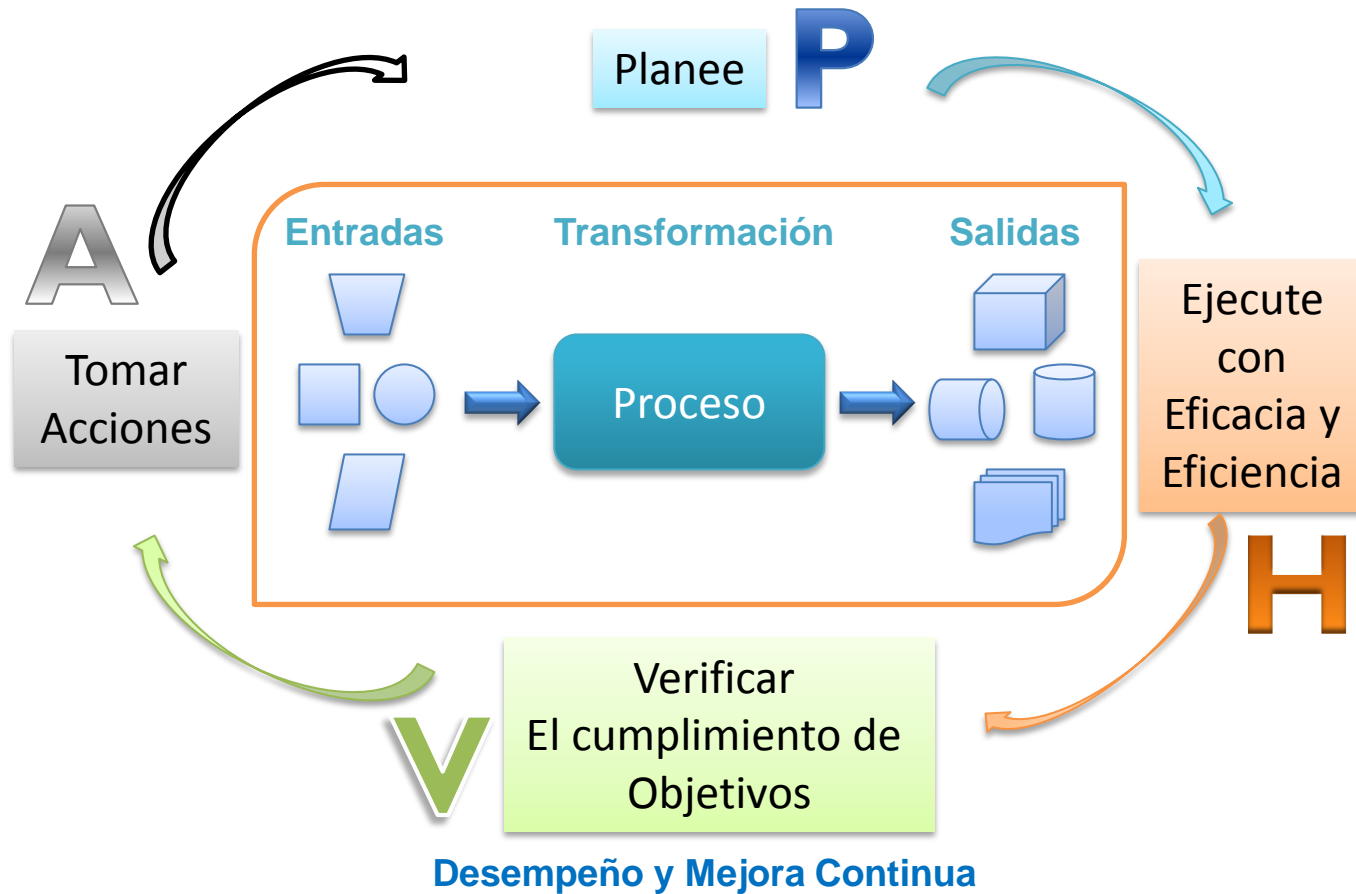 Planee
P
A
Entradas
Transformación
Salidas
Tomar
Acciones
Proceso
Ejecute
con
Eficacia y
Eficiencia
H
V
Verificar
El cumplimiento de
Objetivos
Desempeño y Mejora Continua